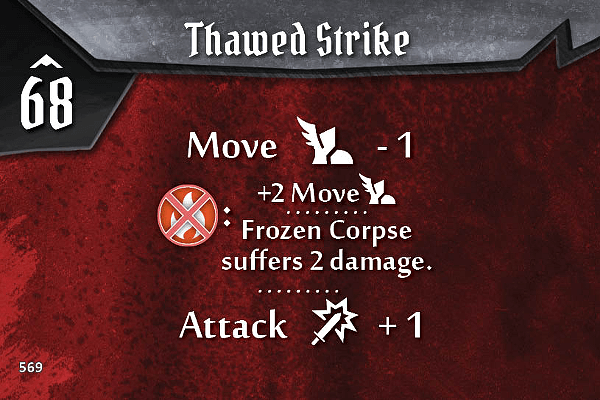 Thawed Strike
68
Move - 1
+2 Move
:
Frozen Corpse
suffers 2 damage.
Attack + 1
569